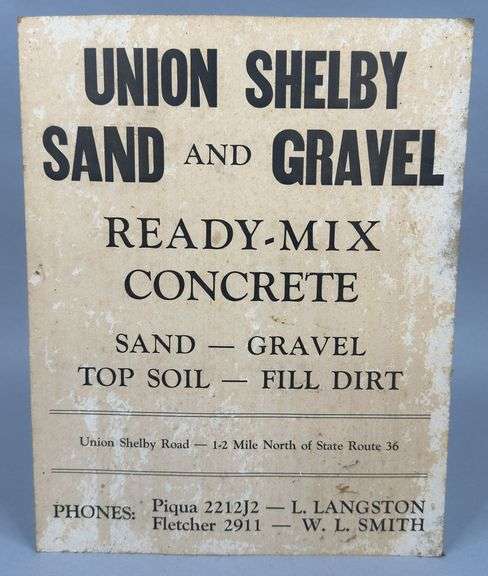 UNION SHELBY
SAND AND GRAVEL
READY-MIX
CONCRETE
SAND — GRAVEL
TOP SOIL — FILL DIRT
Union Shelby Road — 1-2 Mile North of State Route 36
PHONES: Piqua 2212J2 — L. LANGSTON
Fletcher 2911 — W. L. SMITH